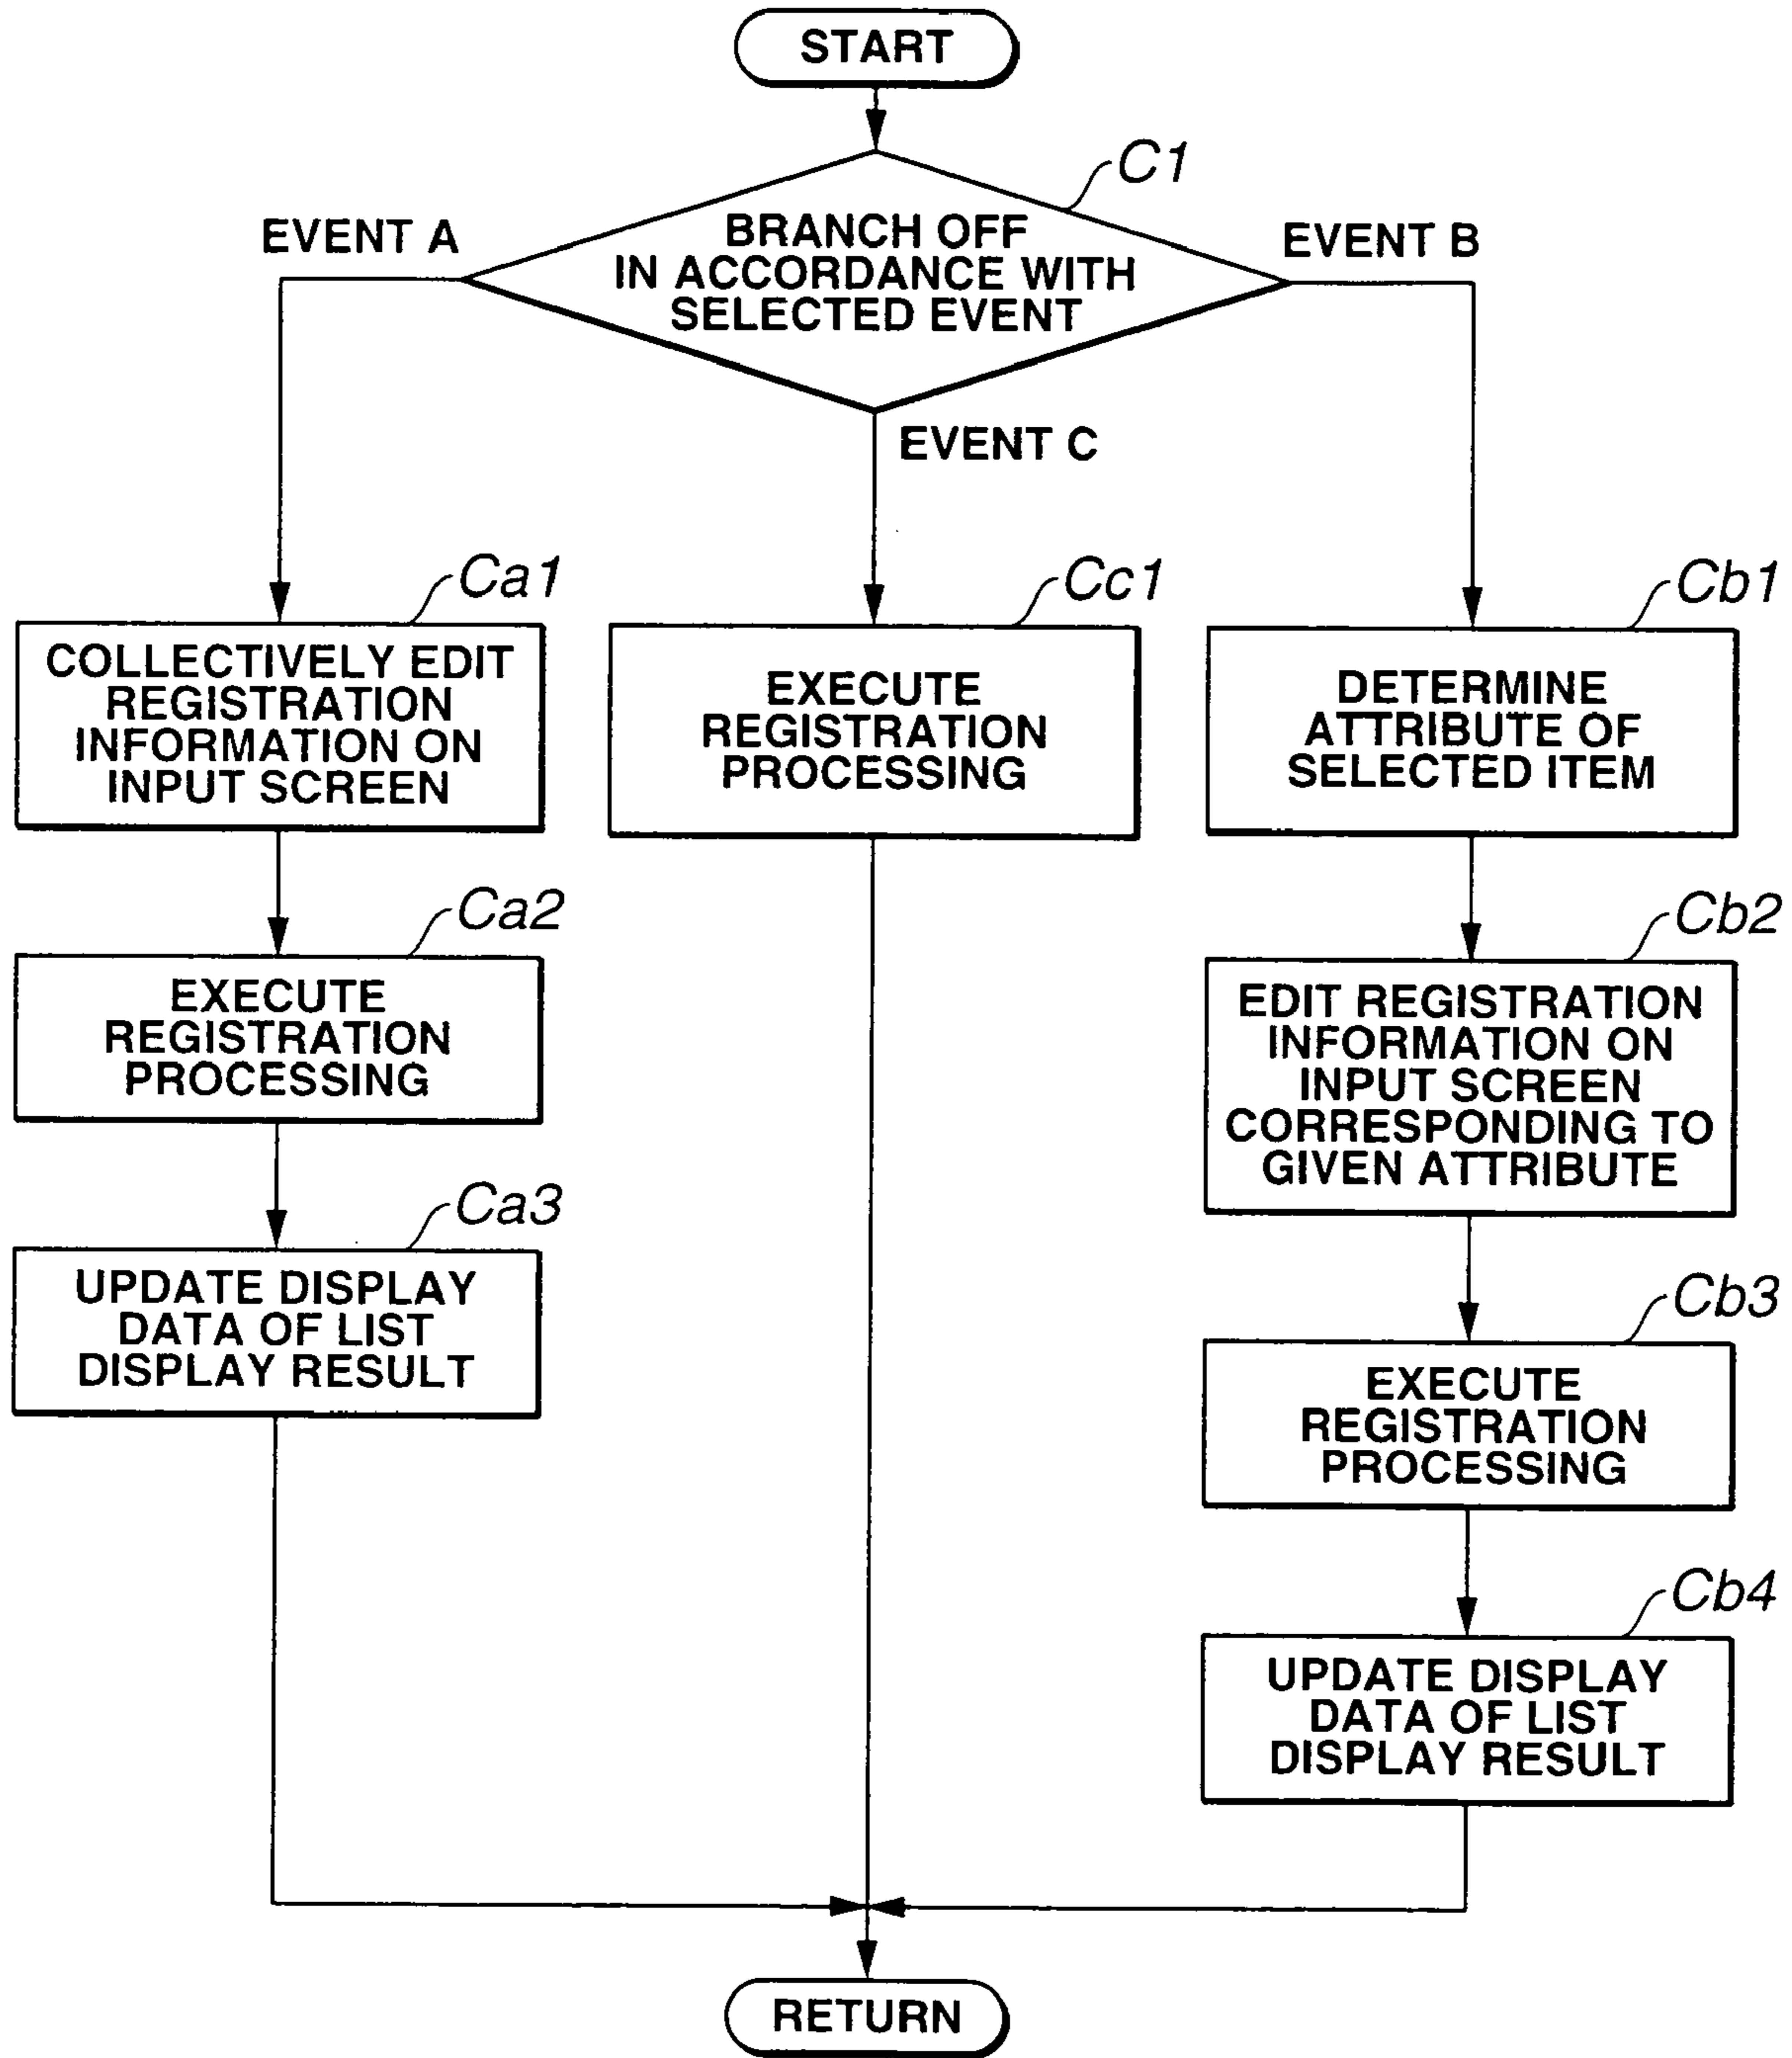 START
C1
BRANCH OFF
IN ACCORDANCE WITH
SELECTED EVENT
EVENT A
EVENT B
EVENT C
Ca1
COLLECTIVELY EDIT
REGISTRATION
INFORMATION ON
INPUT SCREEN
Ca2
EXECUTE
REGISTRATION
PROCESSING
Ca3
UPDATE DISPLAY
DATA OF LIST
DISPLAY RESULT
Cc1
EXECUTE
REGISTRATION
PROCESSING
Cb1
DETERMINE
ATTRIBUTE OF
SELECTED ITEM
Cb2
EDIT REGISTRATION
INFORMATION ON
INPUT SCREEN
CORRESPONDING TO
GIVEN ATTRIBUTE
Cb3
EXECUTE
REGISTRATION
PROCESSING
Cb4
UPDATE DISPLAY
DATA OF LIST
DISPLAY RESULT
RETURN